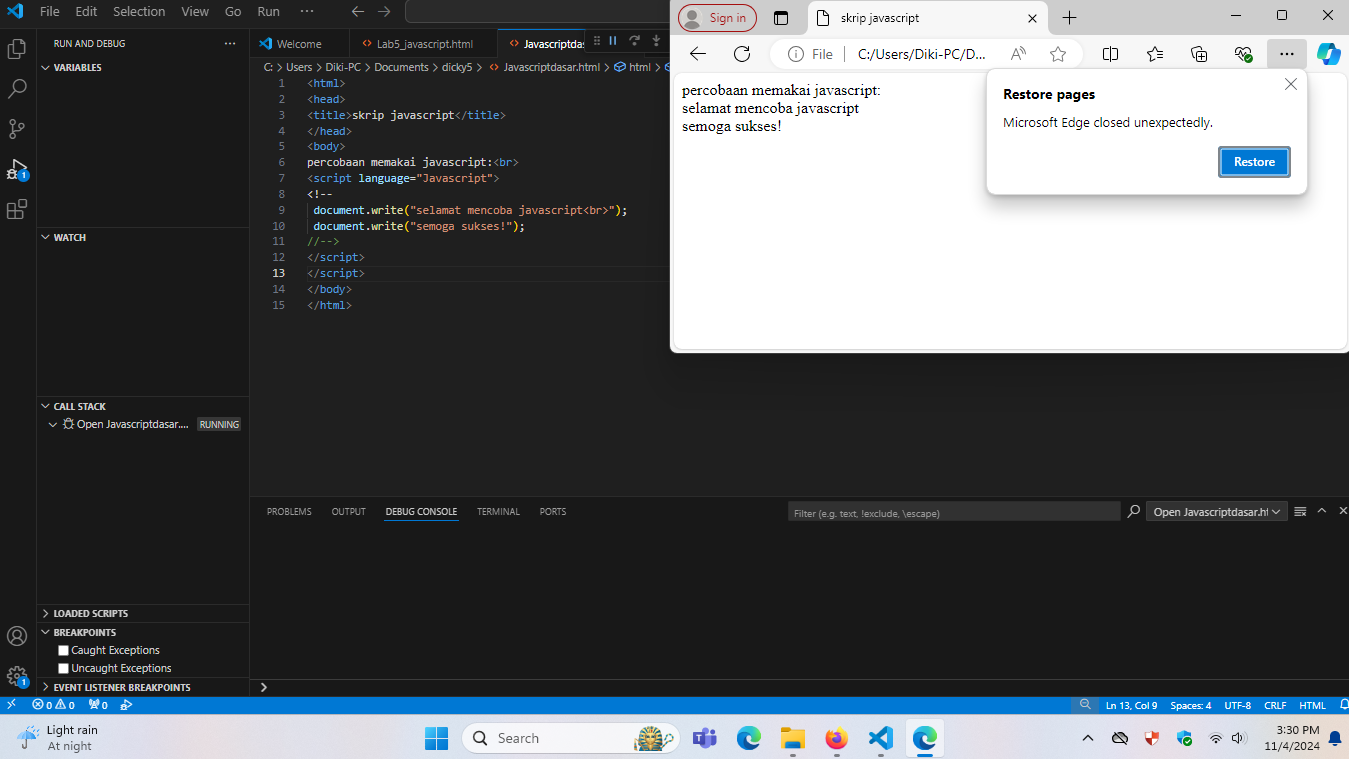 File Edit Selection View Go Run ···
RUN AND DEBUG ···
VARIABLES
WATCH
CALL STACK
Open Javascriptdasar.... RUNNING
LOADED SCRIPTS
BREAKPOINTS
Caught Exceptions
Uncaught Exceptions
EVENT LISTENER BREAKPOINTS
Welcome Lab5_javascript.html Javascriptdas
C: > Users > Diki-PC > Documents > dicky5 > Javascriptdasar.html > html >
1 <html>
2 <head>
3 <title>skrip javascript</title>
4 </head>
5 <body>
6 percobaan memakai javascript:<br>
7 <script language="Javascript">
8 <!--
9 document.write("selamat mencoba javascript<br>");
10 document.write("semoga sukses!");
11 //-->
12 </script>
13 </script>
14 </body>
15 </html>
Sign in skrip javascript
File C:/Users/Diki-PC/D...
percobaan memakai javascript:
selamat mencoba javascript
semoga sukses!
Restore pages
Microsoft Edge closed unexpectedly.
Restore
PROBLEMS OUTPUT DEBUG CONSOLE TERMINAL PORTS
Filter (e.g. text, !exclude, \escape) Open Javascriptdasar.ht
1
1
0 0 0 Ln 13, Col 9 Spaces: 4 UTF-8 CRLF HTML
Light rain
At night
Search
3:30 PM
11/4/2024